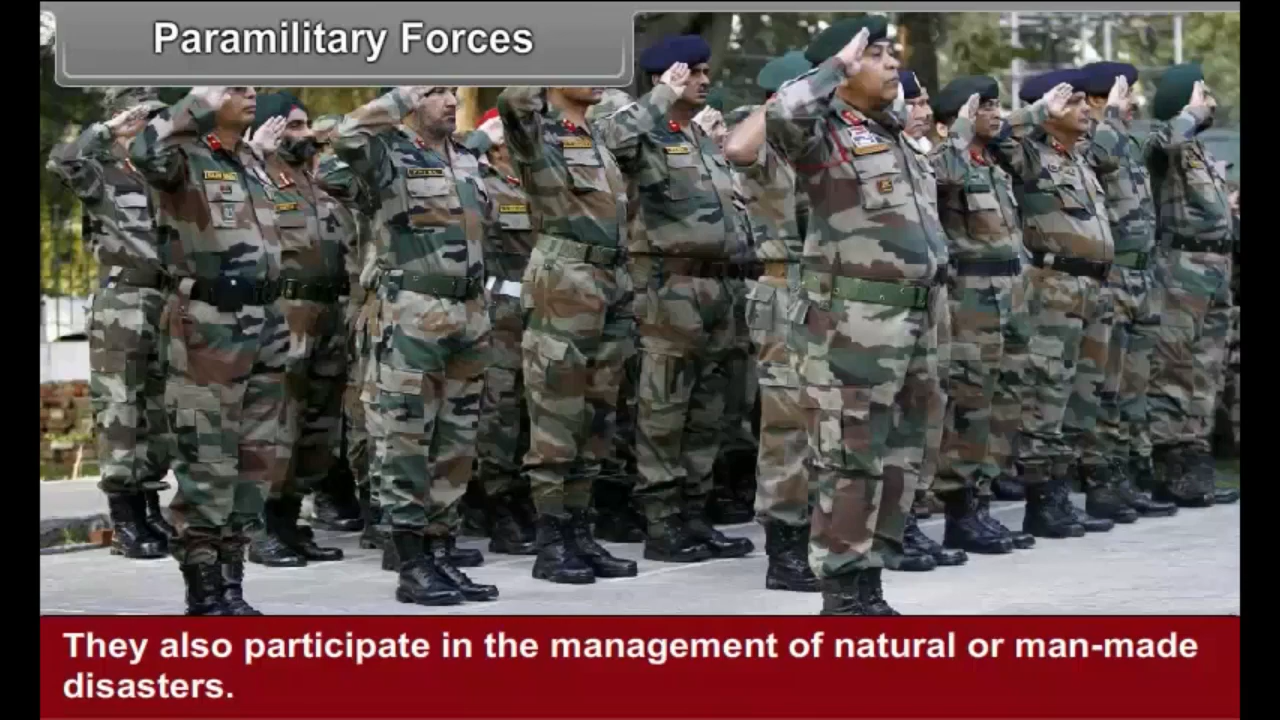 Paramilitary Forces
They also participate in the management of natural or man-made
disasters.